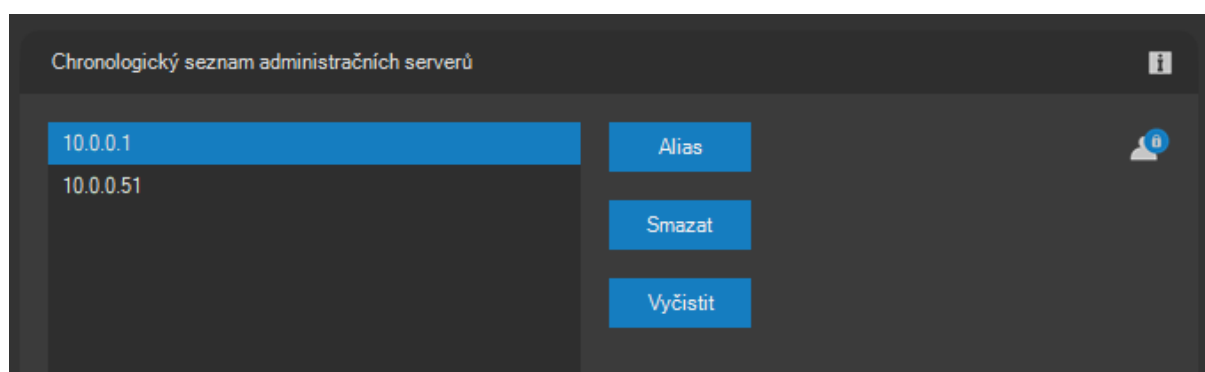 Chronologický seznam administračních serverů
10.0.0.1
10.0.0.51
Alias
Smazat
Vyčistit